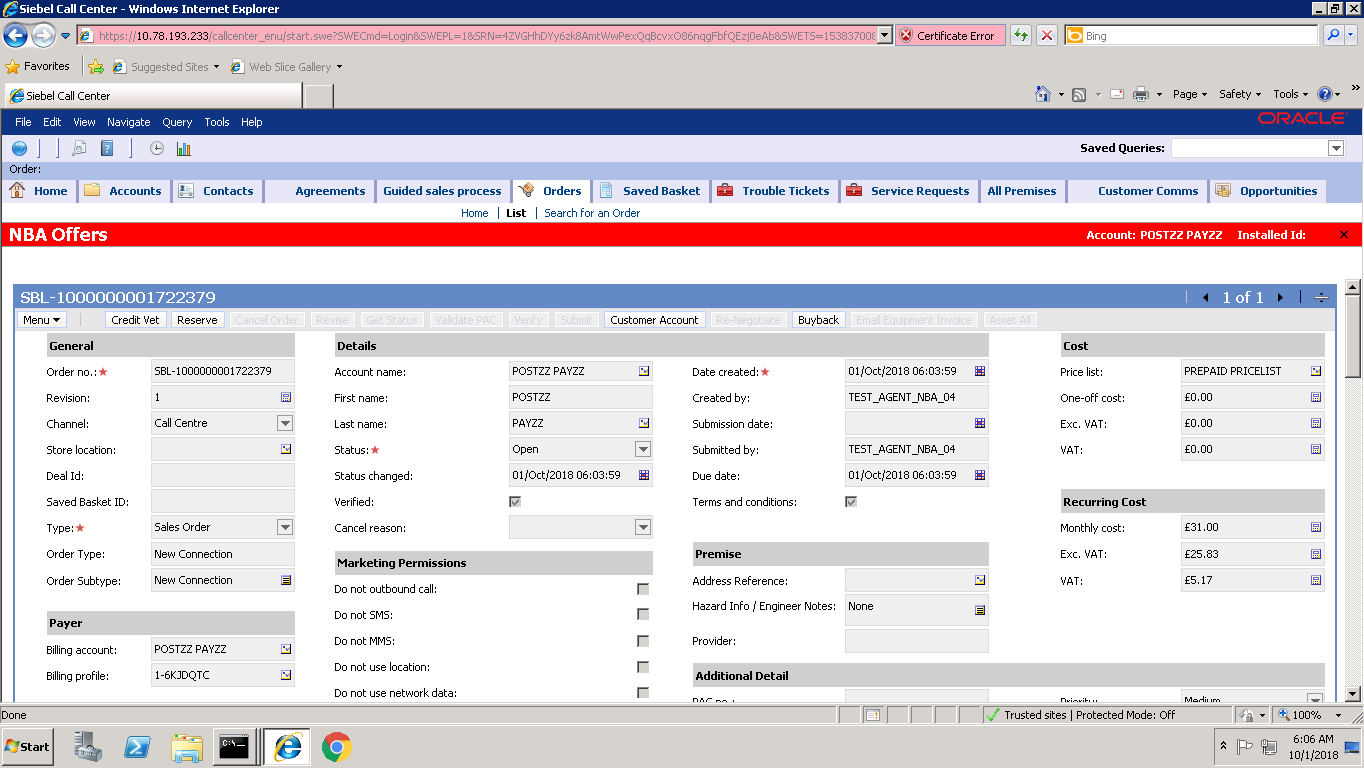 Siebel Call Center - Windows Internet Explorer
https://10.78.193.233/callcenter_enu/start.swe?SWECmd=Login&SWEPL=1&SRN=4ZVGHhDYy6zk8AmtWwPexQqBcvxO86nqgFbfQEzj0eAb&SWETS=153837008 Certificate Error Bing
Favorites Suggested Sites Web Slice Gallery
Siebel Call Center Page Safety Tools
File Edit View Navigate Query Tools Help ORACLE
Saved Queries:
Order:
Home Accounts Contacts Agreements Guided sales process Orders Saved Basket Trouble Tickets Service Requests All Premises Customer Comms Opportunities
Home List Search for an Order
NBA Offers Account: POSTZZ PAYZZ Installed Id:
SBL-1000000001722379 1 of 1
Menu Credit Vet Reserve Cancel Order Revise Get Status Validate PAC Verify Submit Customer Account Re-Negotiate Buyback Email Equipment Invoice Asset All
General Details Cost
Order no.: SBL-1000000001722379 Account name: POSTZZ PAYZZ Date created: 01/Oct/2018 06:03:59 Price list: PREPAID PRICELIST
Revision: 1 First name: POSTZZ Created by: TEST_AGENT_NBA_04 One-off cost: £0.00
Channel: Call Centre Last name: PAYZZ Submission date: Exc. VAT: £0.00
Store location: Status: Open Submitted by: TEST_AGENT_NBA_04 VAT: £0.00
Deal Id: Status changed: 01/Oct/2018 06:03:59 Due date: 01/Oct/2018 06:03:59
Saved Basket ID: Verified: Terms and conditions: Recurring Cost
Type: Sales Order Cancel reason: Monthly cost: £31.00
Order Type: New Connection Marketing Permissions Premise Exc. VAT: £25.83
Order Subtype: New Connection Do not outbound call: Address Reference: VAT: £5.17
Payer Do not SMS: Hazard Info / Engineer Notes: None
Billing account: POSTZZ PAYZZ Do not MMS: Provider:
Billing profile: 1-6KJDQTC Do not use location: Additional Detail
Do not use network data: PAC no.: Priority: Medium
Done Trusted sites | Protected Mode: Off 100%
Start C:\ 6:06 AM
10/1/2018